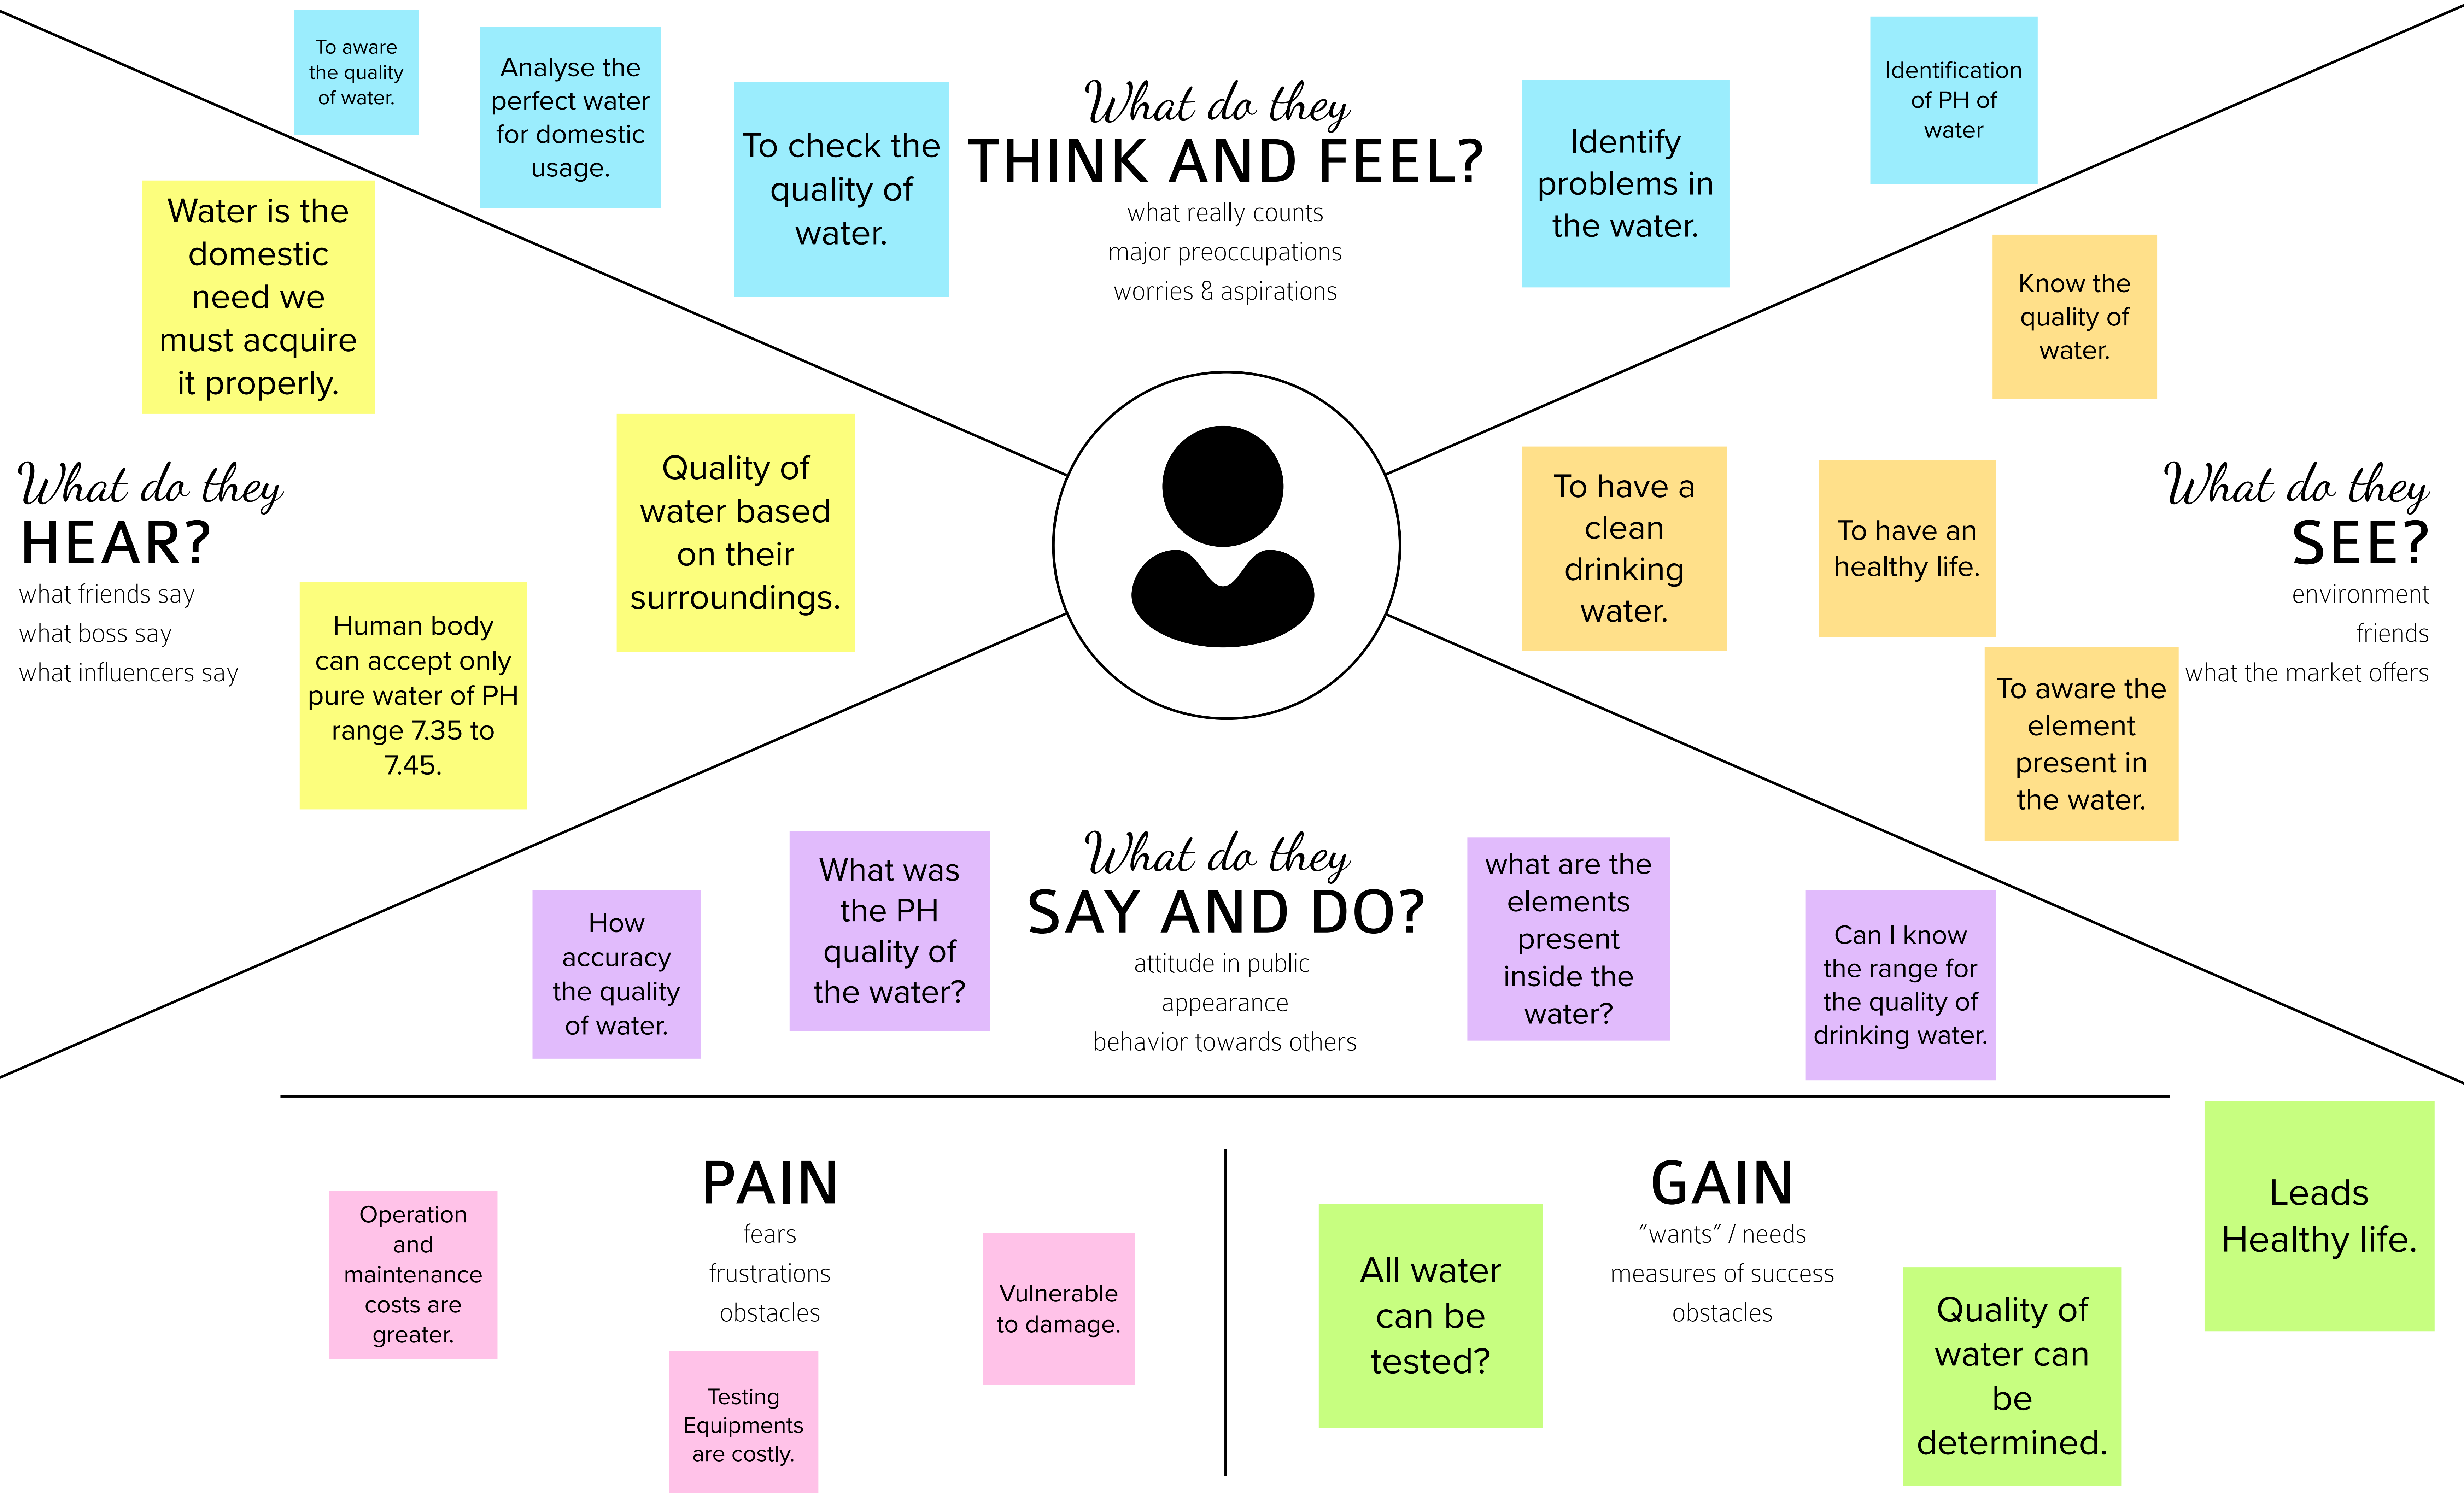 To aware
the quality
of water.
Analyse the
perfect water
for domestic
usage.
To check the
quality of
water.
What do they
THINK AND FEEL?
what really counts
major preoccupations
worries & aspirations
Identify
problems in
the water.
Identification
of PH of
water
Water is the
domestic
need we
must acquire
it properly.
Quality of
water based
on their
surroundings.
What do they
HEAR?
what friends say
what boss say
what influencers say
Human body
can accept only
pure water of PH
range 7.35 to
7.45.
Know the
quality of
water.
To have a
clean
drinking
water.
To have an
healthy life.
What do they
SEE?
environment
friends
what the market offers
To aware the
element
present in
the water.
How
accuracy
the quality
of water.
What was
the PH
quality of
the water?
What do they
SAY AND DO?
attitude in public
appearance
behavior towards others
what are the
elements
present
inside the
water?
Can I know
the range for
the quality of
drinking water.
Operation
and
maintenance
costs are
greater.
PAIN
fears
frustrations
obstacles
Testing
Equipments
are costly.
Vulnerable
to damage.
All water
can be
tested?
GAIN
“wants” / needs
measures of success
obstacles
Quality of
water can
be
determined.
Leads
Healthy life.